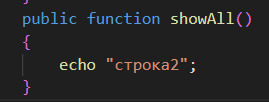 public function showAll()
{
echo "строка2";
}